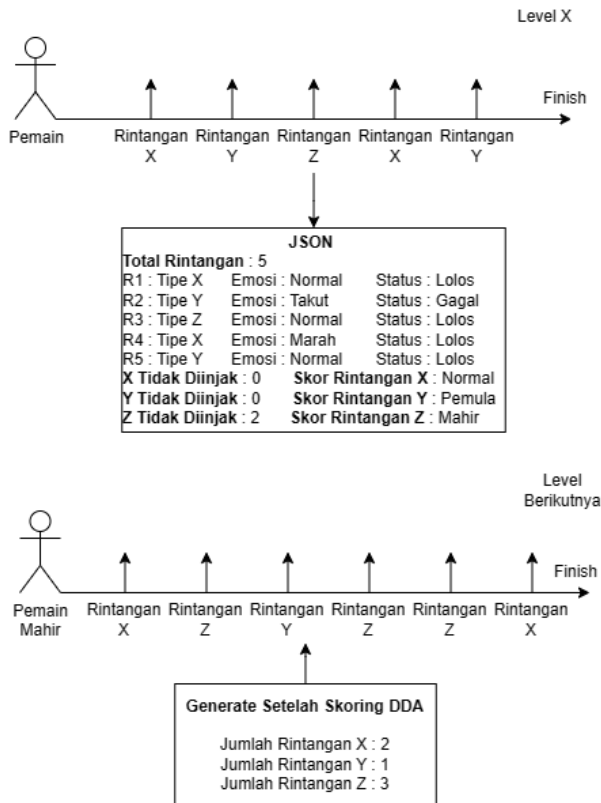 Level X
Finish
Pemain
Rintangan X
Rintangan Y
Rintangan Z
Rintangan X
Rintangan Y
JSON
Total Rintangan : 5
R1 : Tipe X Emosi : Normal Status : Lolos
R2 : Tipe Y Emosi : Takut Status : Gagal
R3 : Tipe Z Emosi : Normal Status : Lolos
R4 : Tipe X Emosi : Marah Status : Lolos
R5 : Tipe Y Emosi : Normal Status : Lolos
X Tidak Diinjak : 0 Skor Rintangan X : Normal
Y Tidak Diinjak : 0 Skor Rintangan Y : Pemula
Z Tidak Diinjak : 2 Skor Rintangan Z : Mahir
Level
Berikutnya
Finish
Pemain
Mahir
Rintangan X
Rintangan Z
Rintangan Y
Rintangan Z
Rintangan Z
Rintangan X
Generate Setelah Skoring DDA
Jumlah Rintangan X : 2
Jumlah Rintangan Y : 1
Jumlah Rintangan Z : 3